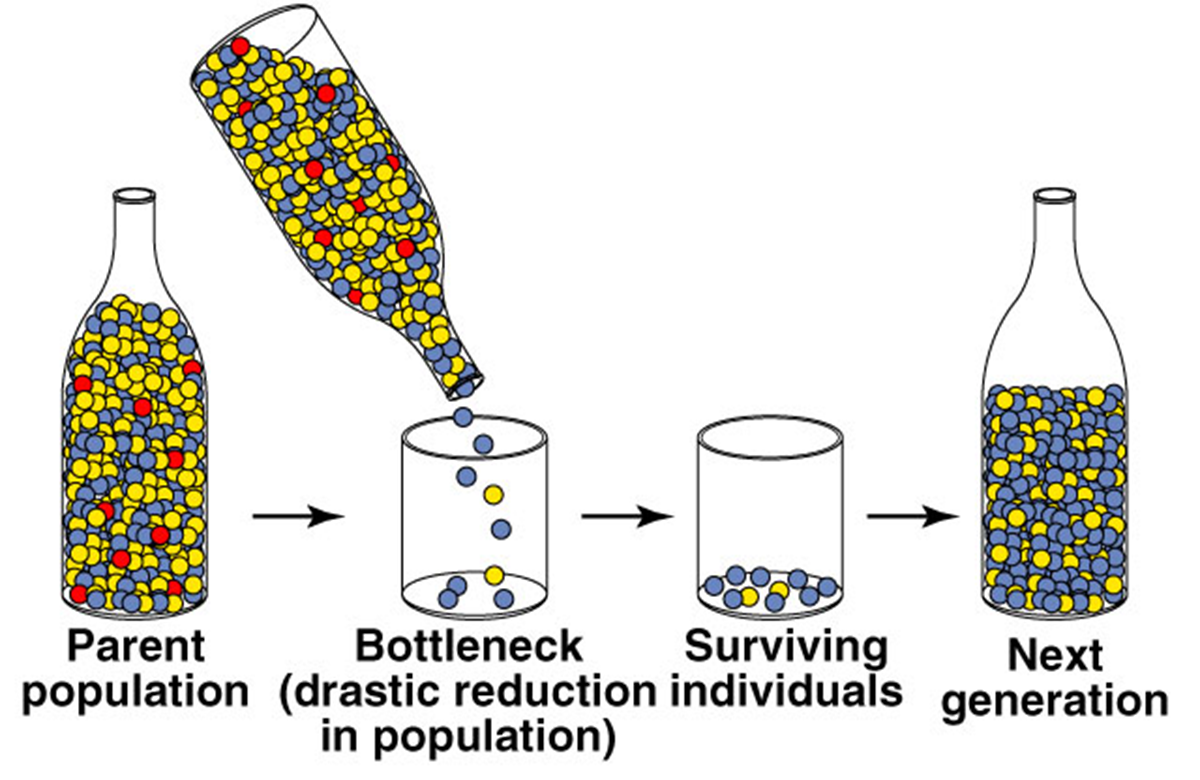 Parent
population
Bottleneck
(drastic reduction
in population)
Surviving
individuals
Next
generation